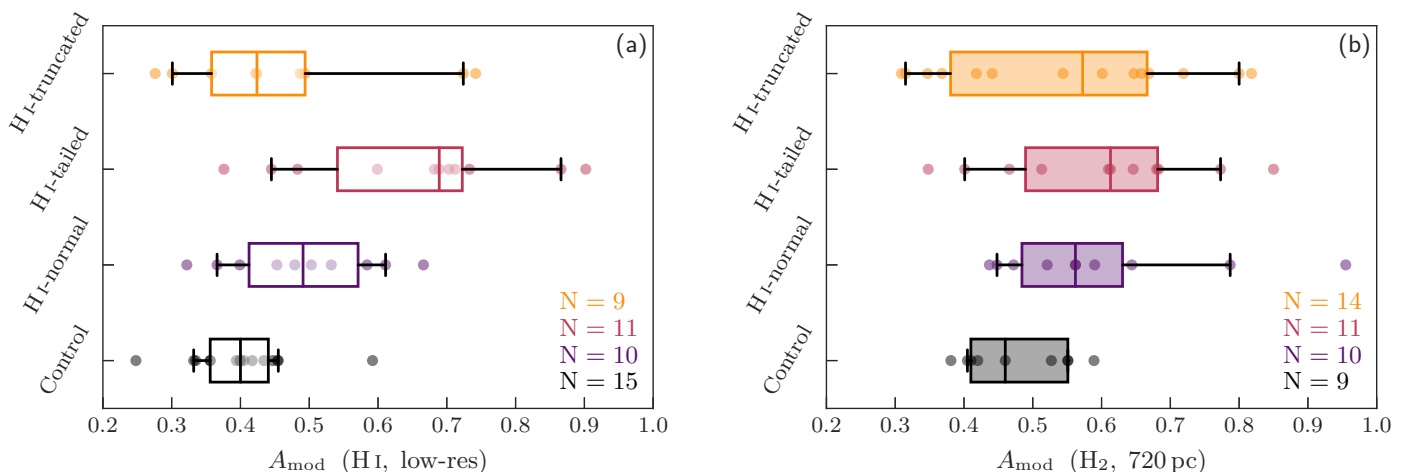 (a)
H I-truncated
H I-tailed
H I-normal
Control
N = 9
N = 11
N = 10
N = 15
0.2 0.3 0.4 0.5 0.6 0.7 0.8 0.9 1.0
A_mod (H I, low-res)
(b)
H I-truncated
H I-tailed
H I-normal
Control
N = 14
N = 11
N = 10
N = 9
0.2 0.3 0.4 0.5 0.6 0.7 0.8 0.9 1.0
A_mod (H₂, 720 pc)